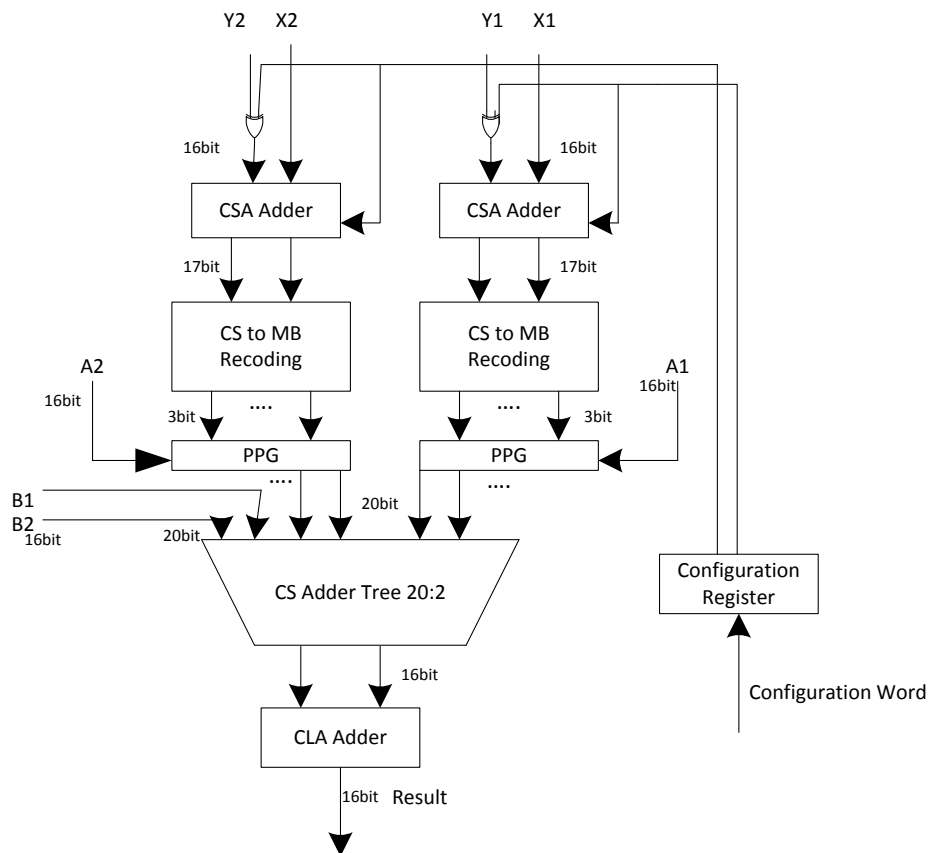 Y2 X2 Y1 X1
16bit 16bit
CSA Adder CSA Adder
17bit 17bit
CS to MB
Recoding
CS to MB
Recoding
A2 A1
16bit 16bit
.... ....
3bit 3bit
PPG PPG
.... ....
B1
B2
16bit
20bit
20bit
CS Adder Tree 20:2
Configuration
Register
16bit
Configuration Word
CLA Adder
16bit Result